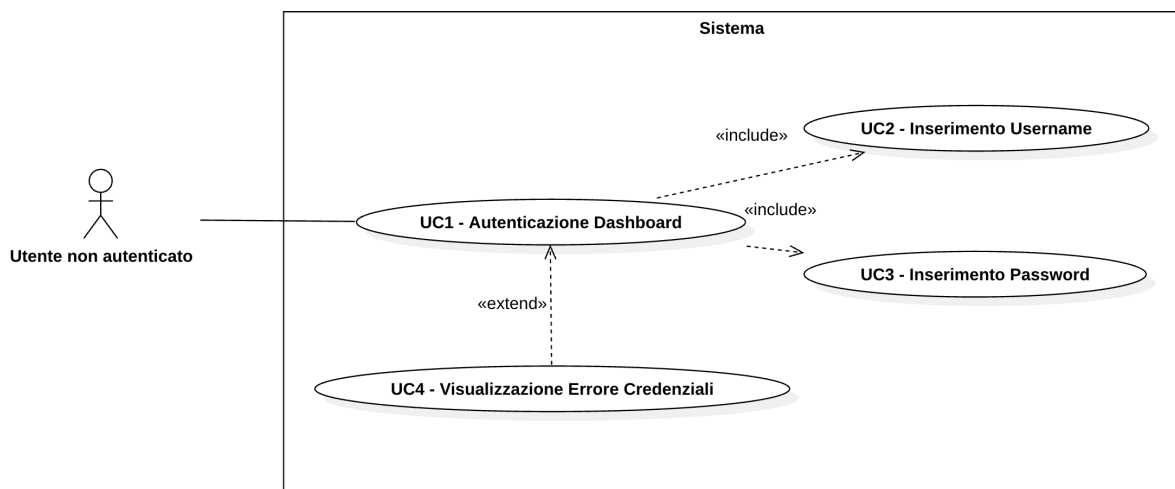 Sistema
«include»
UC2 - Inserimento Username
UC1 - Autenticazione Dashboard
«include»
Utente non autenticato
UC3 - Inserimento Password
«extend»
UC4 - Visualizzazione Errore Credenziali